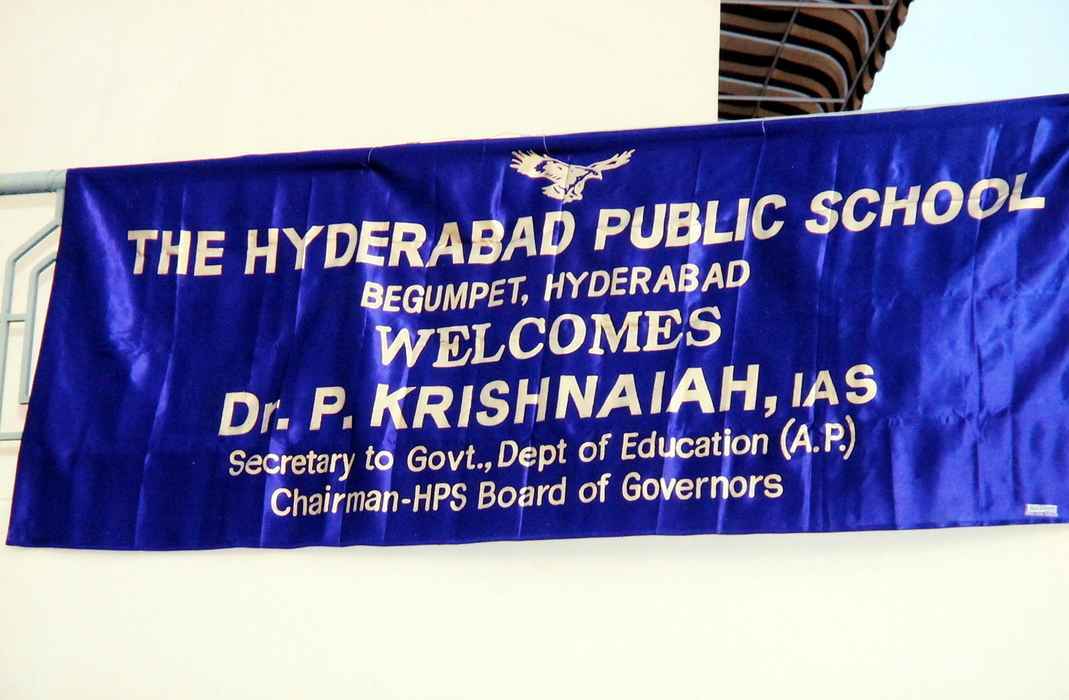 THE HYDERABAD PUBLIC SCHOOL
BEGUMPET, HYDERABAD
WELCOMES
Dr. P. KRISHNAIAH, IAS
Secretary to Govt., Dept of Education (A.P.)
Chairman-HPS Board of Governors